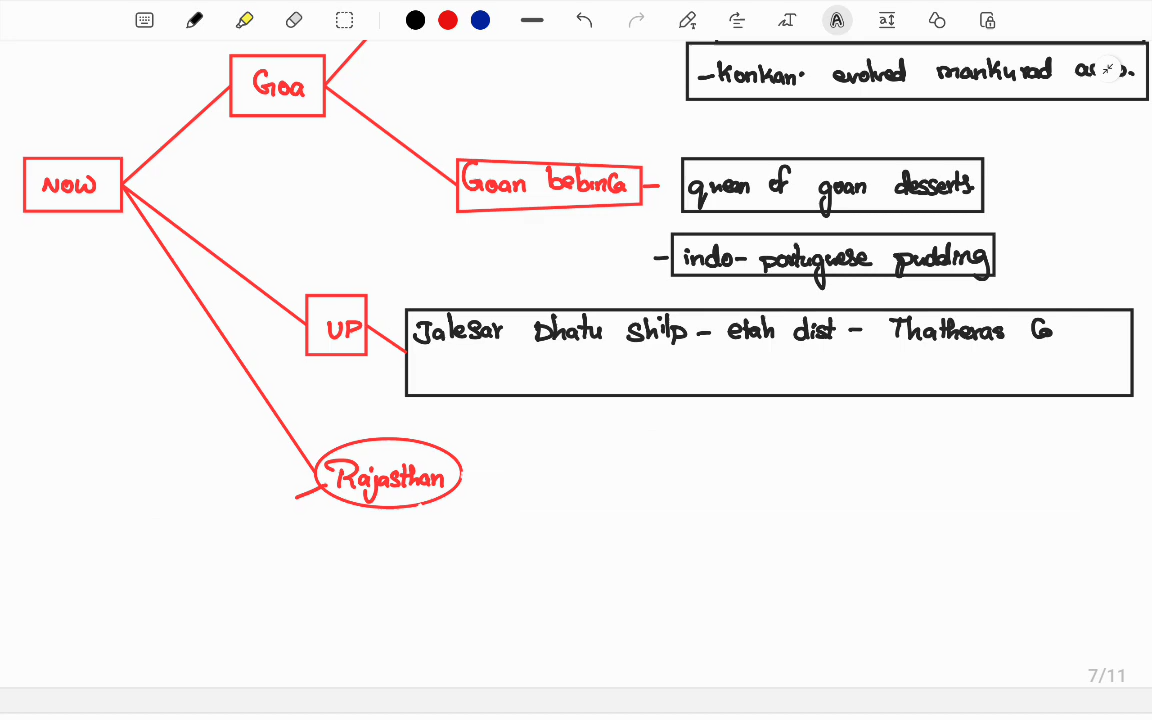 Goa
-Konkan. evolved mankurad
NOW
Goan bebinca -
queen of goan desserts.
- indo-portuguese pudding
UP
Jalesar Dhatu Shilp - etah dist - Thatheras
Rajasthan
7/11